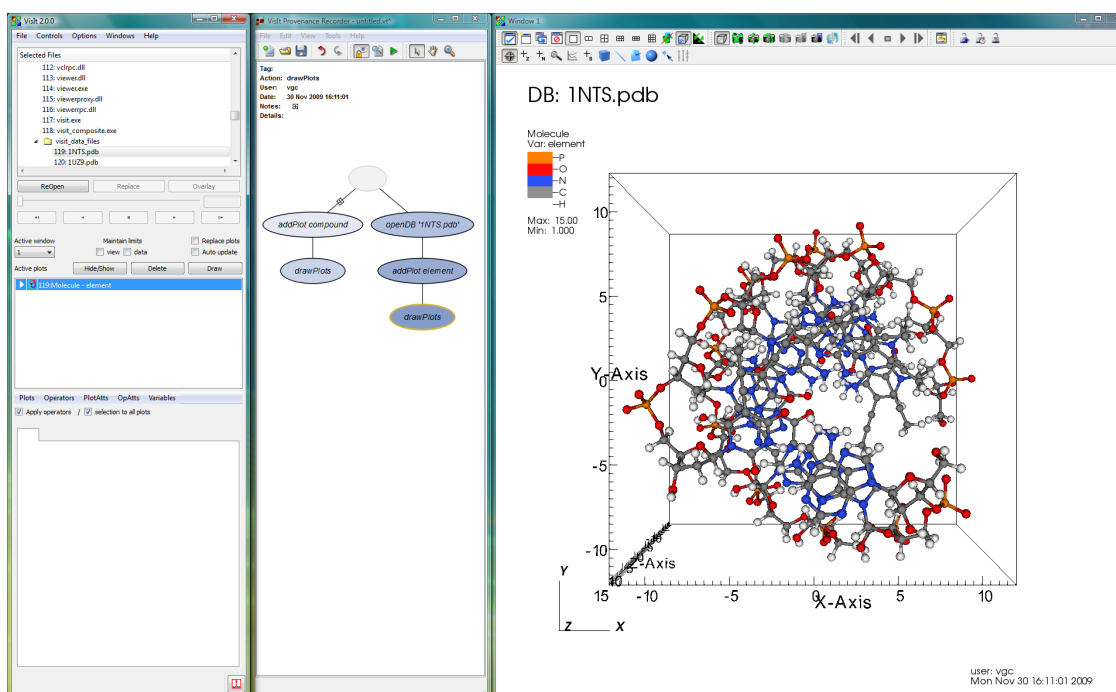 VisIt 2.0.0
File Controls Options Windows Help
Selected Files
112: vclrpc.dll
113: viewer.dll
114: viewer.exe
115: viewerproxy.dll
116: viewerrpc.dll
117: visit.exe
118: visit_composite.exe
visit_data_files
119: 1NTS.pdb
120: 1UZ9.pdb
ReOpen Replace Overlay
Active window Maintain limits Replace plots
1 view data Auto update
Active plots Hide/Show Delete Draw
119:Molecule - element
Plots Operators PlotAtts OpAtts Variables
Apply operators / selection to all plots
VisIt Provenance Recorder - untitled.vt*
File Edit View Tools Help
Tag:
Action: drawPlots
User: vgc
Date: 30 Nov 2009 16:11:01
Notes:
Details:
addPlot compound openDB "1NTS.pdb"
drawPlots addPlot element
drawPlots
Window 1
DB: 1NTS.pdb
Molecule
Var: element
P
O
N
C
H
Max: 15.00
Min: 1.000
10
5
Y-Axis
0
-5
-10
Z-Axis
15 -10 -5 0 5 10
X-Axis
Y
Z X
user: vgc
Mon Nov 30 16:11:01 2009